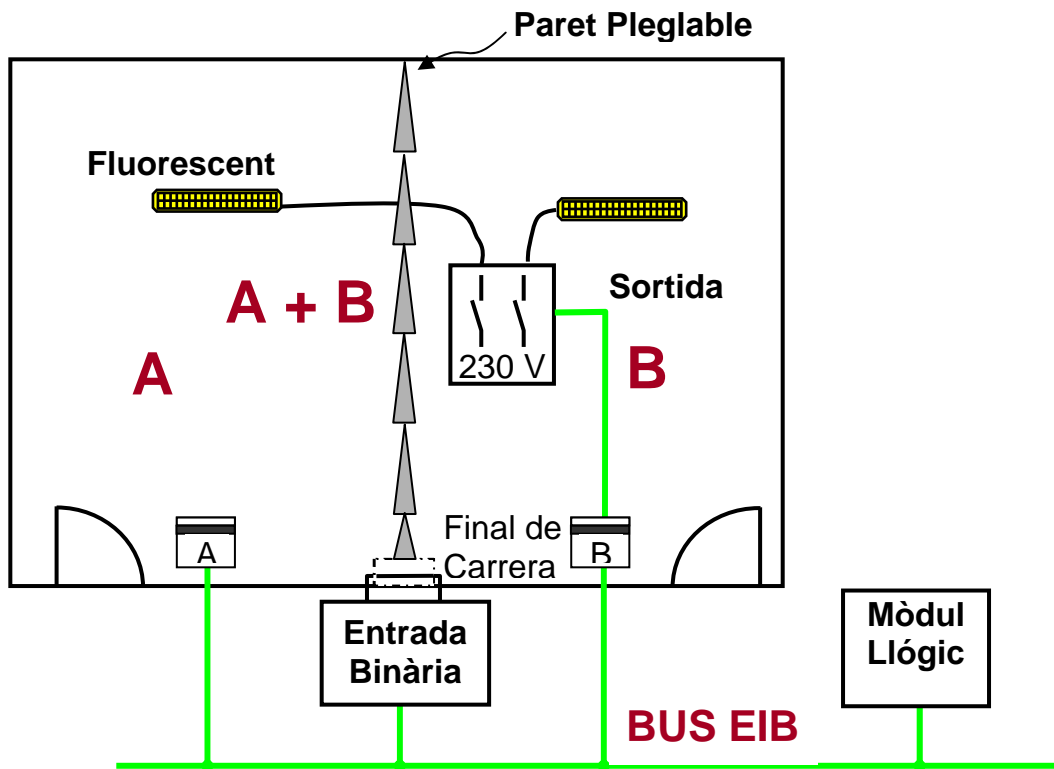 Paret Pleglable
Fluorescent
A + B
A
230 V
Sortida
B
A
Final de
Carrera
B
Entrada
Binària
Mòdul
Llógic
BUS EIB